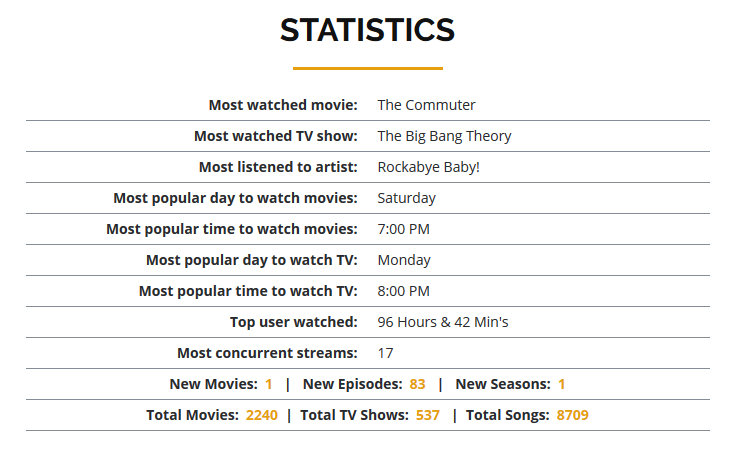 STATISTICS
Most watched movie: The Commuter
Most watched TV show: The Big Bang Theory
Most listened to artist: Rockabye Baby!
Most popular day to watch movies: Saturday
Most popular time to watch movies: 7:00 PM
Most popular day to watch TV: Monday
Most popular time to watch TV: 8:00 PM
Top user watched: 96 Hours & 42 Min's
Most concurrent streams: 17
New Movies: 1 | New Episodes: 83 | New Seasons: 1
Total Movies: 2240 | Total TV Shows: 537 | Total Songs: 8709